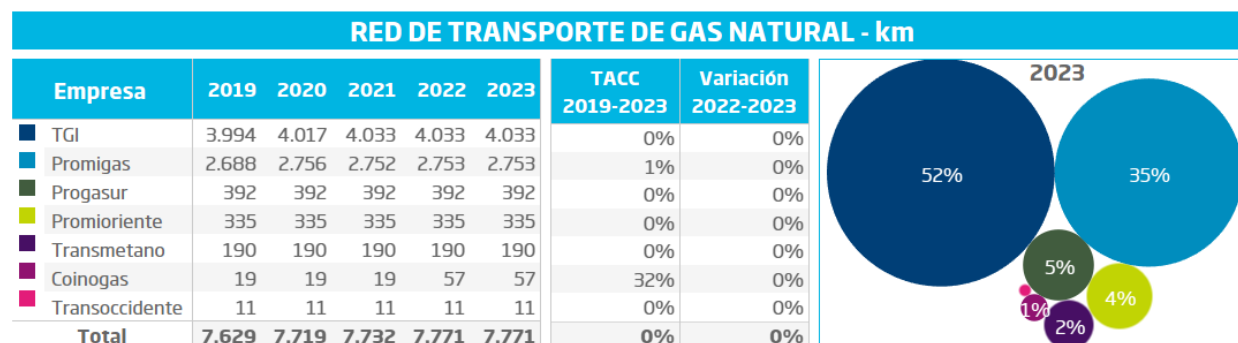 RED DE TRANSPORTE DE GAS NATURAL - km
Empresa 2019 2020 2021 2022 2023 TACC 2019-2023 Variación 2022-2023
TGI 3.994 4.017 4.033 4.033 4.033 0% 0%
Promigas 2.688 2.756 2.752 2.753 2.753 1% 0%
Progasur 392 392 392 392 392 0% 0%
Promioriente 335 335 335 335 335 0% 0%
Transmetano 190 190 190 190 190 0% 0%
Coinogas 19 19 19 57 57 32% 0%
Transoccidente 11 11 11 11 11 0% 0%
Total 7.629 7.719 7.732 7.771 7.771 0% 0%
2023
52%
35%
5%
4%
1%
2%